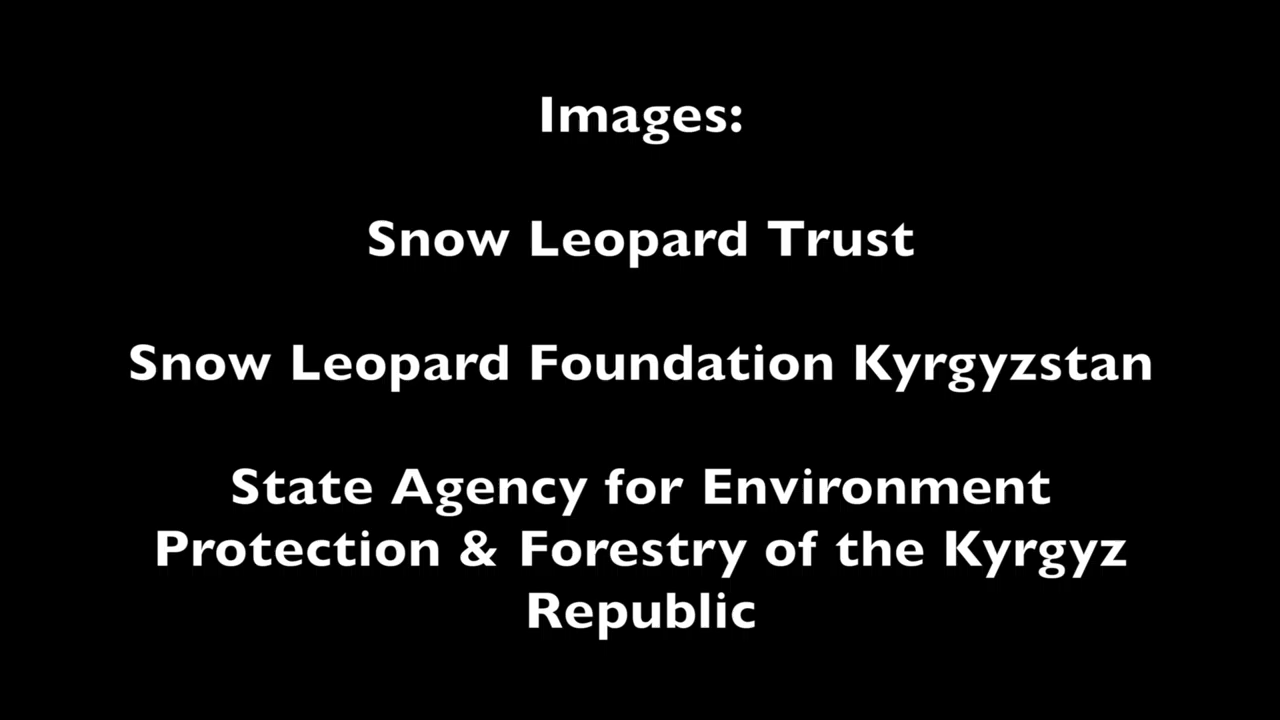 Images:
Snow Leopard Trust
Snow Leopard Foundation Kyrgyzstan
State Agency for Environment
Protection & Forestry of the Kyrgyz
Republic